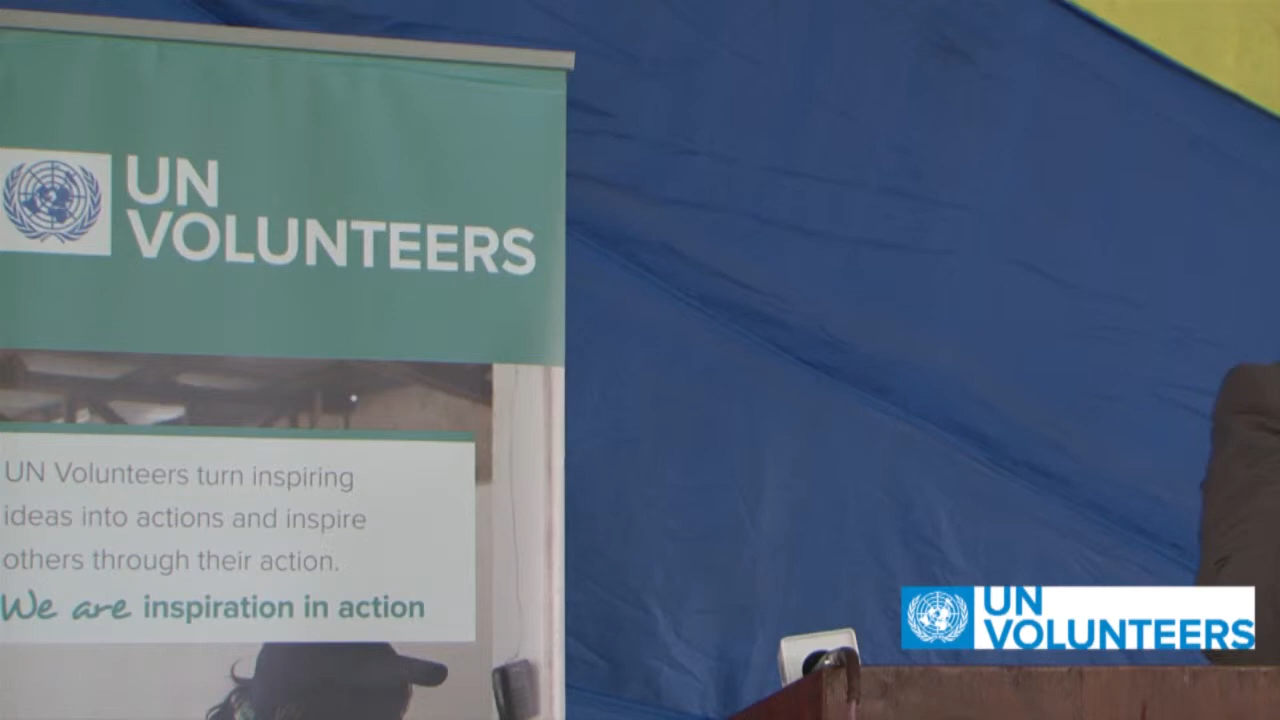 UN
VOLUNTEERS
UN Volunteers turn inspiring
ideas into actions and inspire
others through their action.
We are inspiration in action
UN
VOLUNTEERS